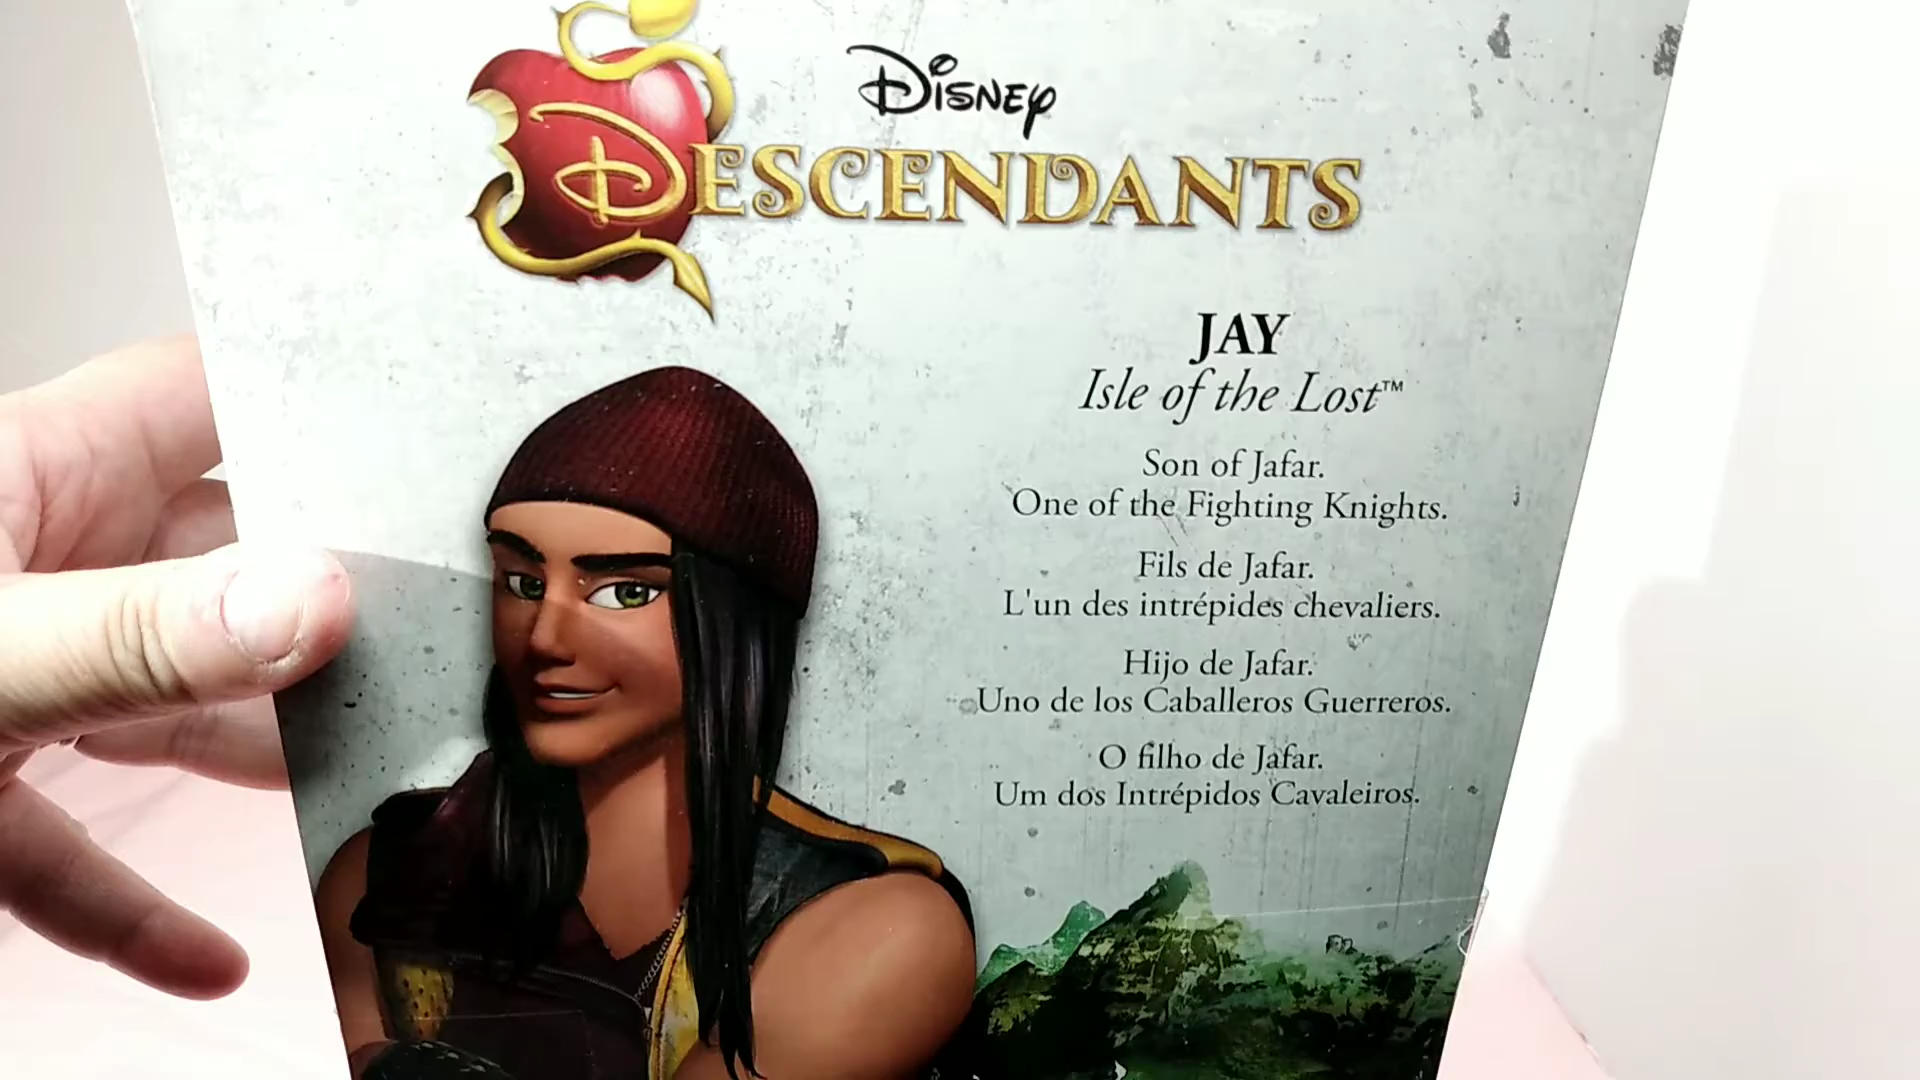 Disney
DESCENDANTS
JAY
Isle of the Lost™
Son of Jafar.
One of the Fighting Knights.
Fils de Jafar.
L'un des intrépides chevaliers.
Hijo de Jafar.
Uno de los Caballeros Guerreros.
O filho de Jafar.
Um dos Intrépidos Cavaleiros.